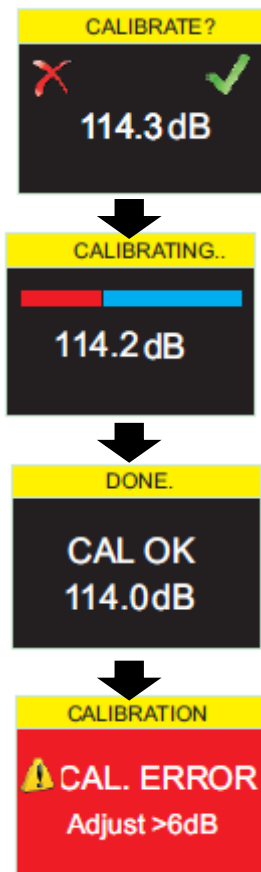 CALIBRATE?
114.3dB
CALIBRATING..
114.2dB
DONE.
CAL OK
114.0dB
CALIBRATION
CAL. ERROR
Adjust >6dB